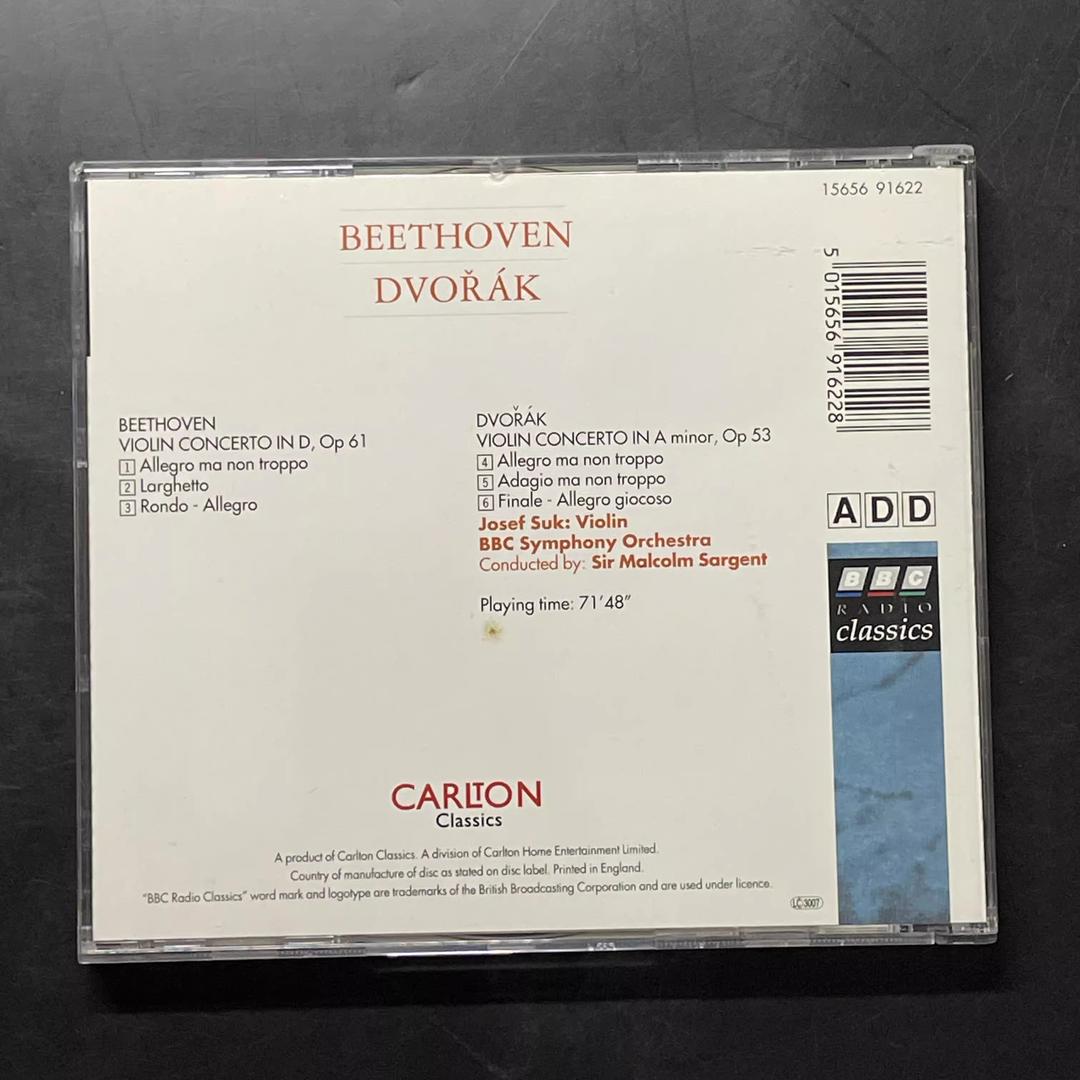 15656 91622
BEETHOVEN
DVOŘÁK
5 015656 916228
BEETHOVEN
VIOLIN CONCERTO IN D, Op 61
1 Allegro ma non troppo
2 Larghetto
3 Rondo - Allegro
DVOŘÁK
VIOLIN CONCERTO IN A minor, Op 53
4 Allegro ma non troppo
5 Adagio ma non troppo
6 Finale - Allegro giocoso
Josef Suk: Violin
BBC Symphony Orchestra
Conducted by: Sir Malcolm Sargent
Playing time: 71'48"
ADD
BBC
RADIO
classics
CARLTON
Classics
A product of Carlton Classics. A division of Carlton Home Entertainment Limited.
Country of manufacture of disc as stated on disc label. Printed in England.
"BBC Radio Classics" word mark and logotype are trademarks of the British Broadcasting Corporation and are used under licence.
LC 3007